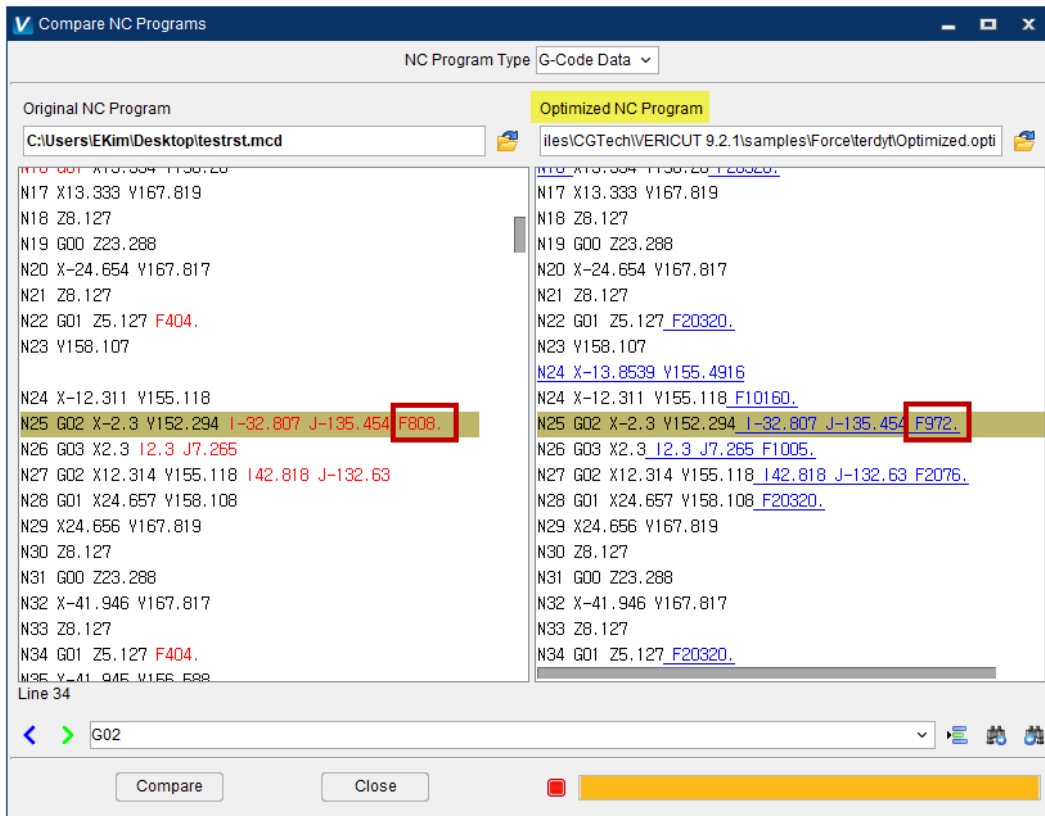 Compare NC Programs
NC Program Type G-Code Data
Original NC Program
C:\Users\EKim\Desktop\testrst.mcd
N17 X13.333 Y167.819
N18 Z8.127
N19 G00 Z23.288
N20 X-24.654 Y167.817
N21 Z8.127
N22 G01 Z5.127 F404.
N23 Y158.107
N24 X-12.311 Y155.118
N25 G02 X-2.3 Y152.294 I-32.807 J-135.454 F808.
N26 G03 X2.3 I2.3 J7.265
N27 G02 X12.314 Y155.118 I42.818 J-132.63
N28 G01 X24.657 Y158.108
N29 X24.656 Y167.819
N30 Z8.127
N31 G00 Z23.288
N32 X-41.946 Y167.817
N33 Z8.127
N34 G01 Z5.127 F404.
Optimized NC Program
iles\CGTech\VERICUT 9.2.1\samples\Force\terdyt\Optimized.opti
N17 X13.333 Y167.819
N18 Z8.127
N19 G00 Z23.288
N20 X-24.654 Y167.817
N21 Z8.127
N22 G01 Z5.127 F20320.
N23 Y158.107
N24 X-13.8539 Y155.4916
N24 X-12.311 Y155.118 F10160.
N25 G02 X-2.3 Y152.294 I-32.807 J-135.454 F972.
N26 G03 X2.3 I2.3 J7.265 F1005.
N27 G02 X12.314 Y155.118 I42.818 J-132.63 F2076.
N28 G01 X24.657 Y158.108 F20320.
N29 X24.656 Y167.819
N30 Z8.127
N31 G00 Z23.288
N32 X-41.946 Y167.817
N33 Z8.127
N34 G01 Z5.127 F20320.
Line 34
G02
Compare
Close